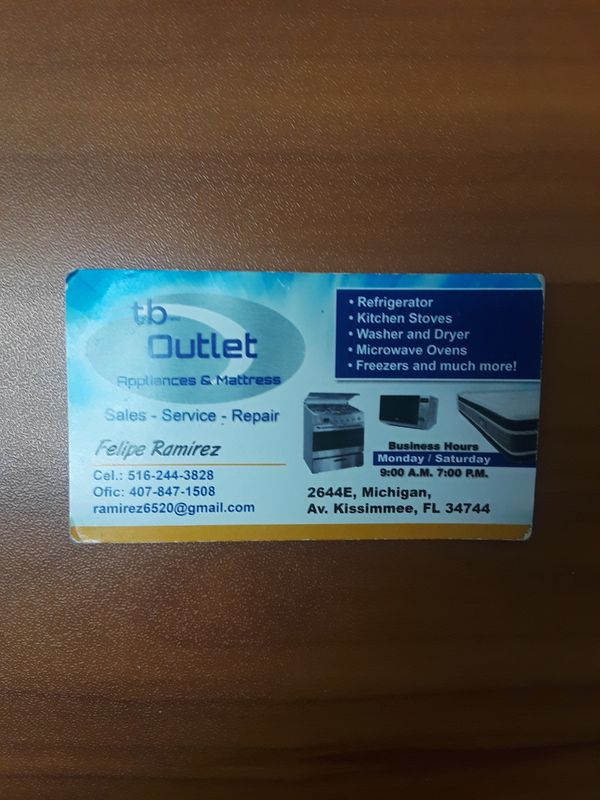 tb
Outlet
Appliances & Mattress
Sales - Service - Repair
Felipe Ramírez
Cel.: 516-244-3828
Ofic: 407-847-1508
ramirez6520@gmail.com
• Refrigerator
• Kitchen Stoves
• Washer and Dryer
• Microwave Ovens
• Freezers and much more!
Business Hours
Monday / Saturday
9:00 A.M. 7:00 P.M.
2644E, Michigan,
Av. Kissimmee, FL 34744